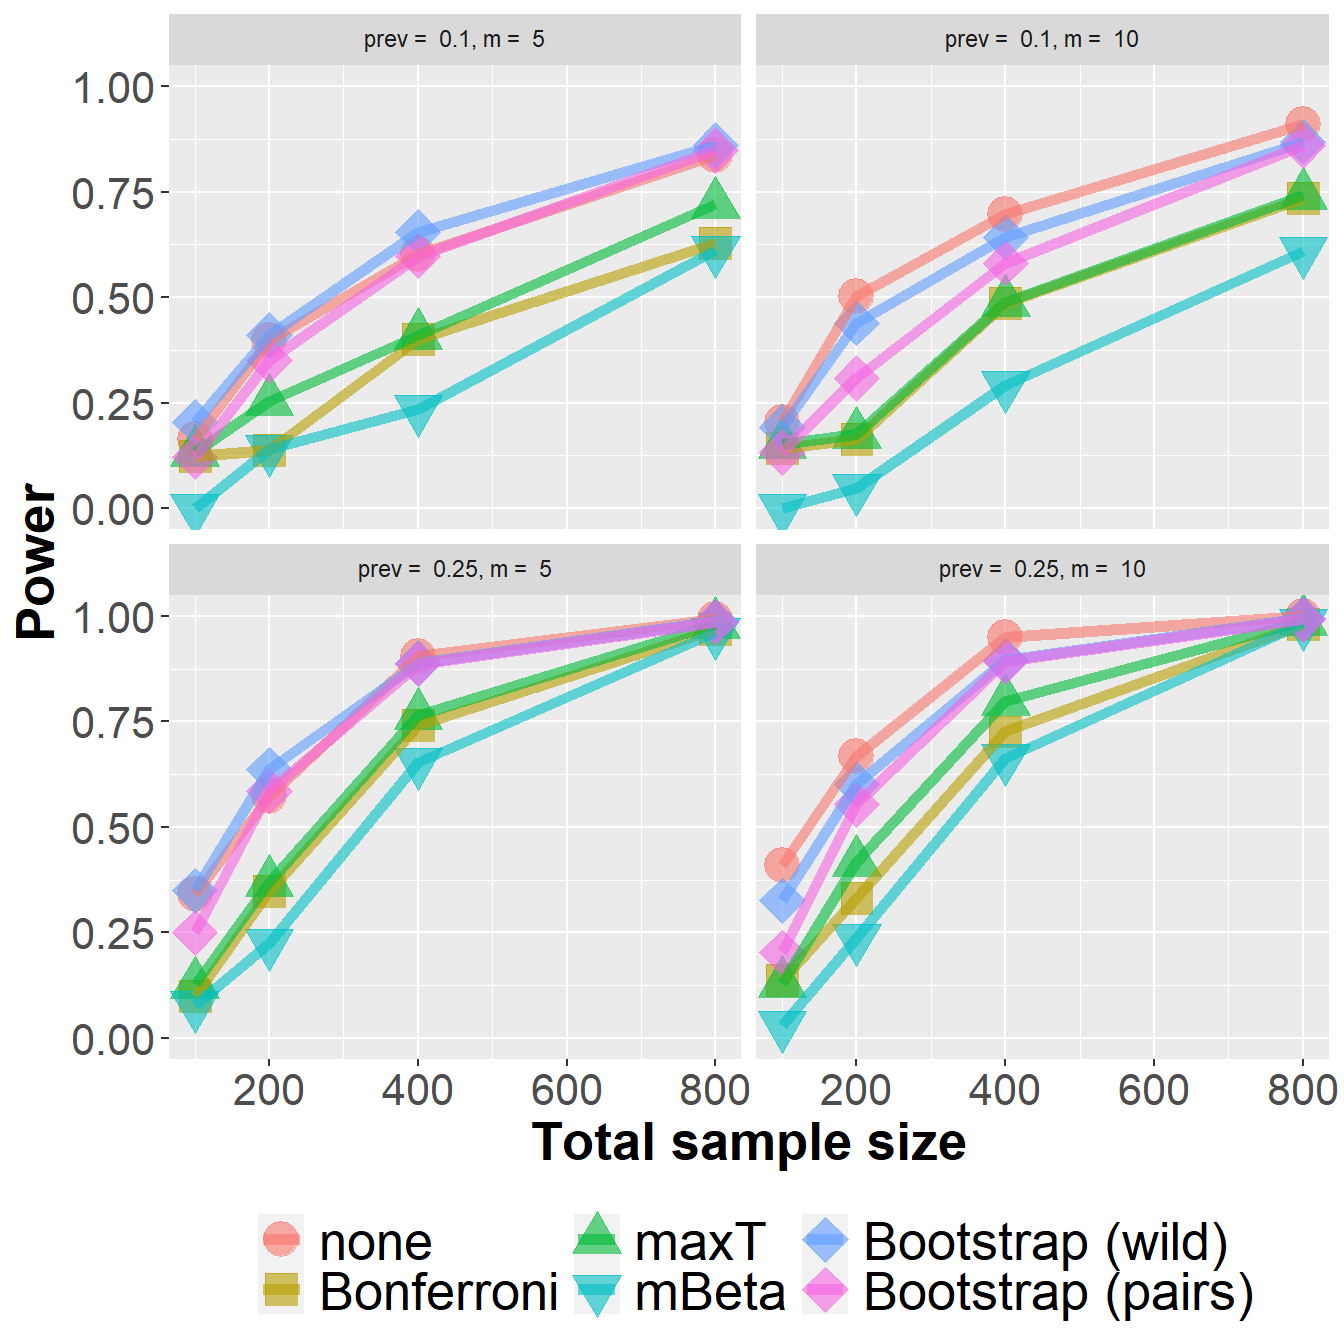 prev =  0.1, m =  5
prev =  0.1, m =  10
1.00
0.75
0.50
0.25
0.00
prev =  0.25, m =  5
prev =  0.25, m =  10
1.00
0.75
0.50
0.25
0.00
Power
200 400 600 800
200 400 600 800
Total sample size
none
Bonferroni
maxT
mBeta
Bootstrap (wild)
Bootstrap (pairs)